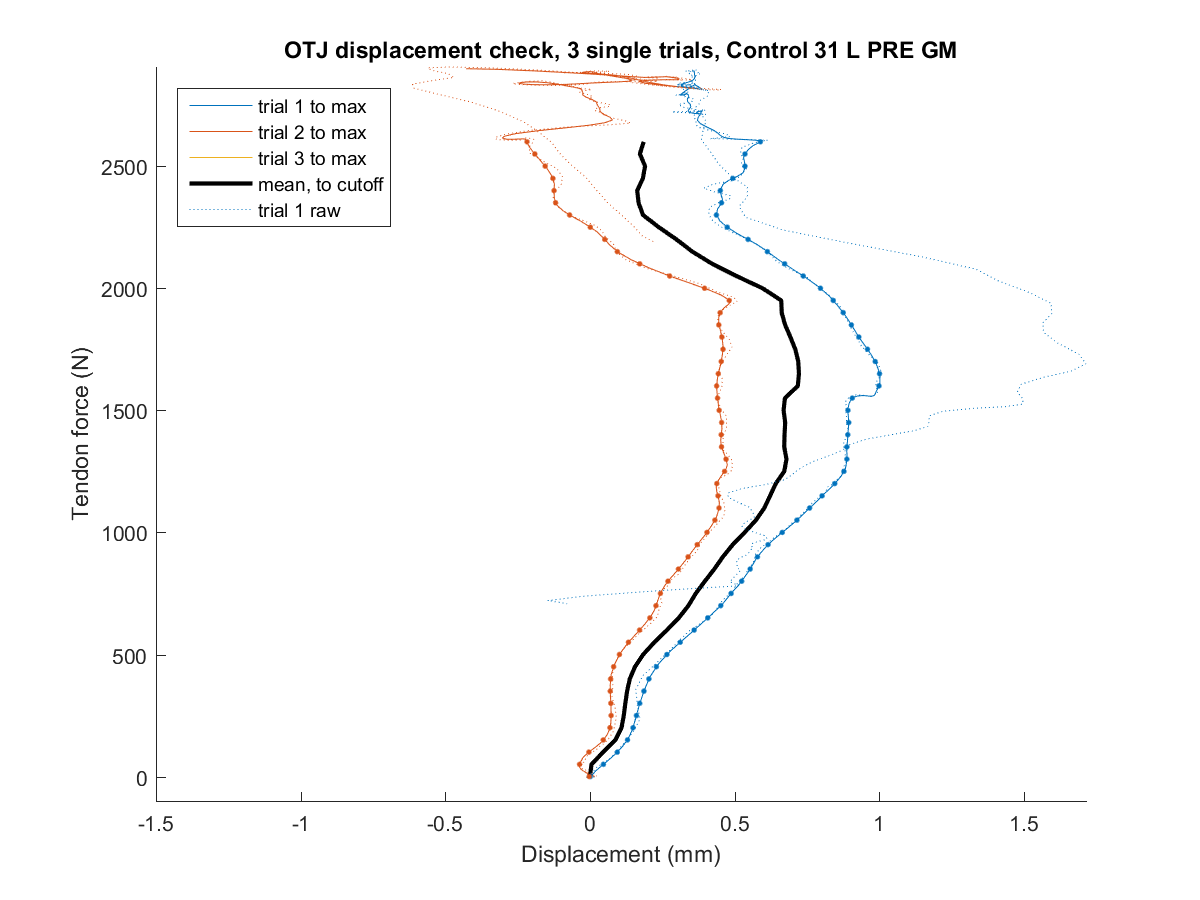 OTJ displacement check, 3 single trials, Control 31 L PRE GM
trial 1 to max
trial 2 to max
trial 3 to max
mean, to cutoff
trial 1 raw
2500
2000
1500
1000
500
0
Tendon force (N)
-1.5 -1 -0.5 0 0.5 1 1.5
Displacement (mm)